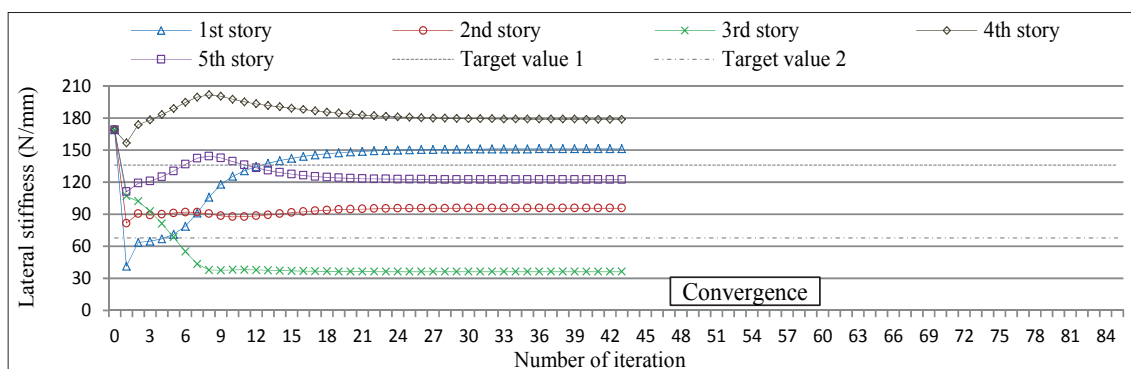 1st story 2nd story 3rd story 4th story
5th story Target value 1 Target value 2
Lateral stiffness (N/mm)
210
180
150
120
90
60
30
0
Convergence
0 3 6 9 12 15 18 21 24 27 30 33 36 39 42 45 48 51 54 57 60 63 66 69 72 75 78 81 84
Number of iteration